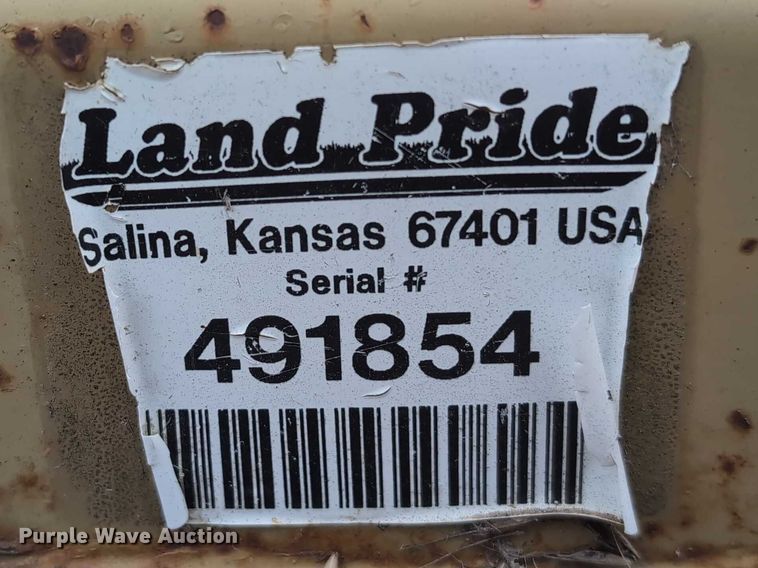 Land Pride
Salina, Kansas 67401 USA
Serial #
491854
Purple Wave Auction